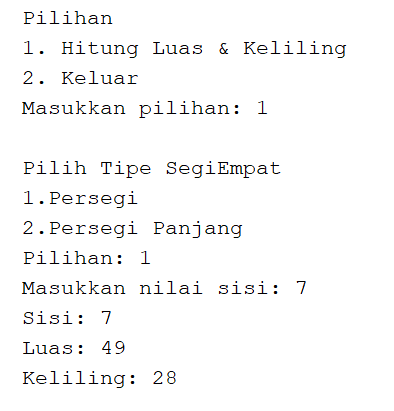 Pilihan
1. Hitung Luas & Keliling
2. Keluar
Masukkan pilihan: 1
Pilih Tipe SegiEmpat
1.Persegi
2.Persegi Panjang
Pilihan: 1
Masukkan nilai sisi: 7
Sisi: 7
Luas: 49
Keliling: 28